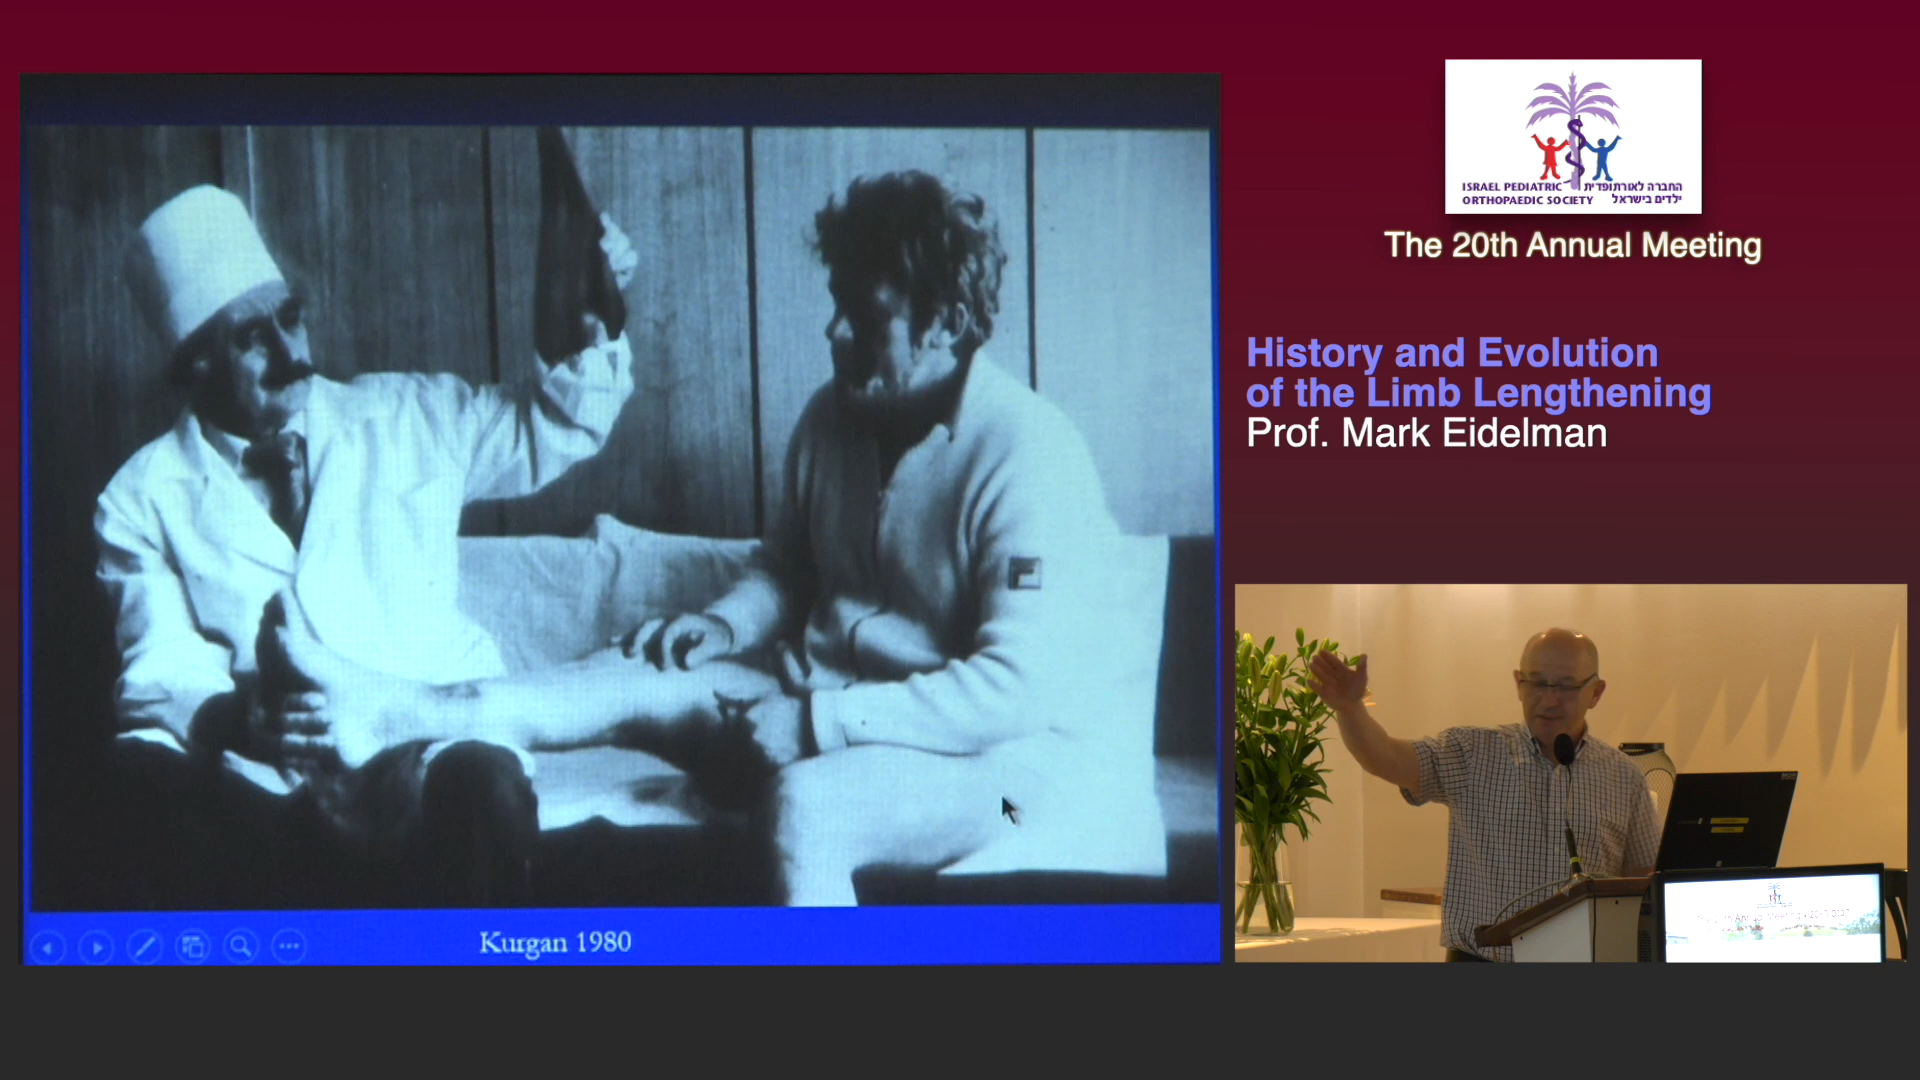 ISRAEL PEDIATRIC
ORTHOPAEDIC SOCIETY
החברה לאורתופדית
ילדים בישראל
The 20th Annual Meeting
History and Evolution
of the Limb Lengthening
Prof. Mark Eidelman
Kurgan 1980